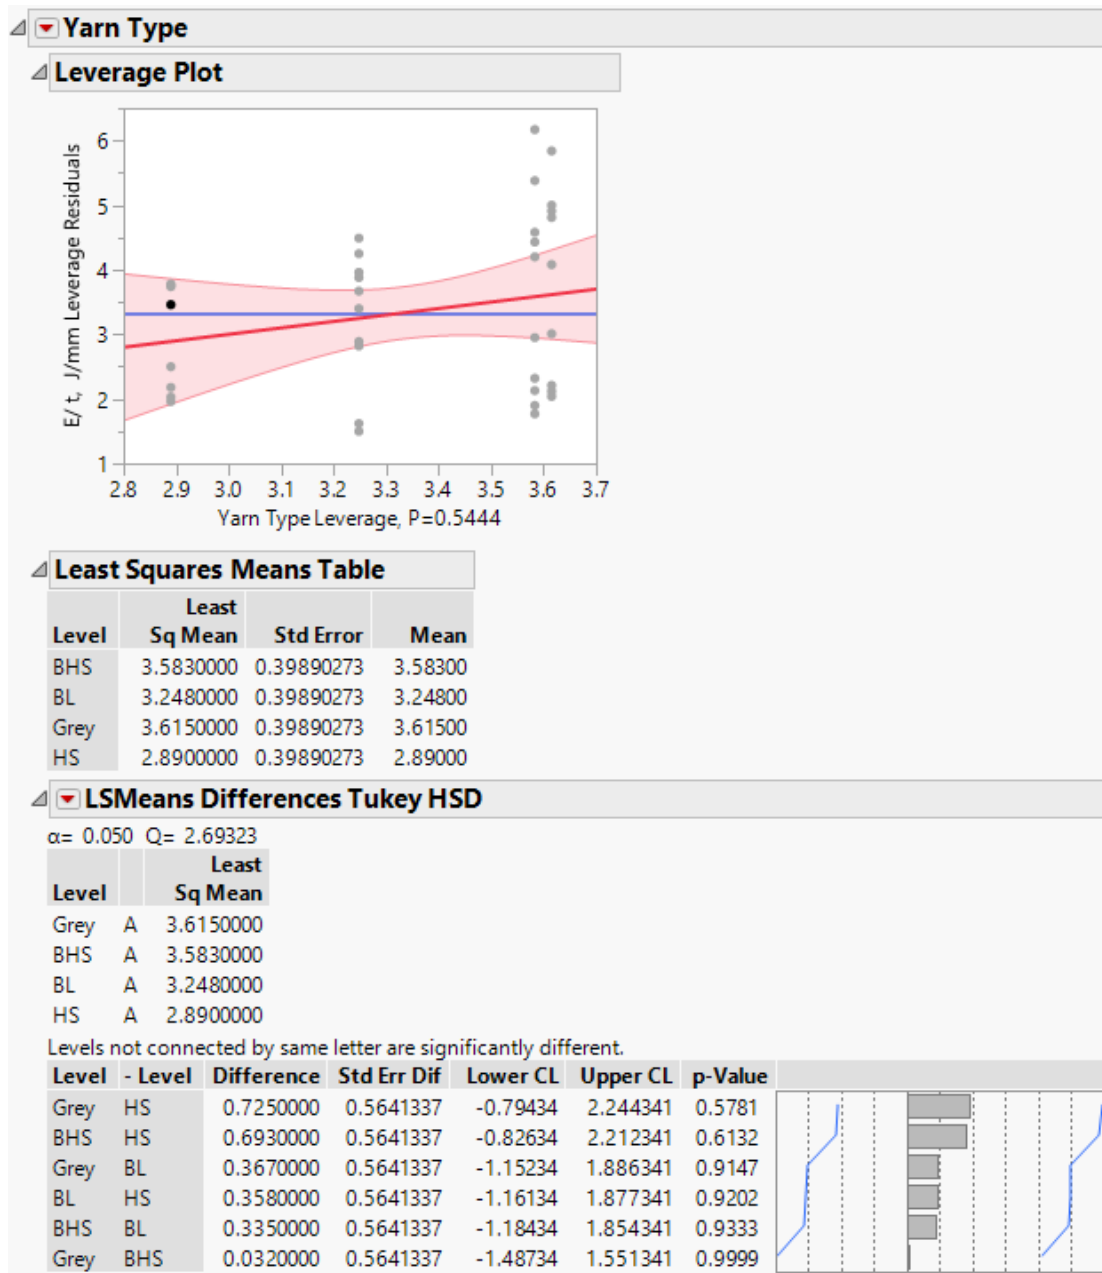 Yarn Type
Leverage Plot
E/ t, J/mm Leverage Residuals
6
5
4
3
2
1
2.8 2.9 3.0 3.1 3.2 3.3 3.4 3.5 3.6 3.7
Yarn Type Leverage, P=0.5444
Least Squares Means Table
Least
Level Sq Mean Std Error Mean
BHS 3.5830000 0.39890273 3.58300
BL 3.2480000 0.39890273 3.24800
Grey 3.6150000 0.39890273 3.61500
HS 2.8900000 0.39890273 2.89000
LSMeans Differences Tukey HSD
α= 0.050 Q= 2.69323
Least
Level Sq Mean
Grey A 3.6150000
BHS A 3.5830000
BL A 3.2480000
HS A 2.8900000
Levels not connected by same letter are significantly different.
Level - Level Difference Std Err Dif Lower CL Upper CL p-Value
Grey HS 0.7250000 0.5641337 -0.79434 2.244341 0.5781
BHS HS 0.6930000 0.5641337 -0.82634 2.212341 0.6132
Grey BL 0.3670000 0.5641337 -1.15234 1.886341 0.9147
BL HS 0.3580000 0.5641337 -1.16134 1.877341 0.9202
BHS BL 0.3350000 0.5641337 -1.18434 1.854341 0.9333
Grey BHS 0.0320000 0.5641337 -1.48734 1.551341 0.9999